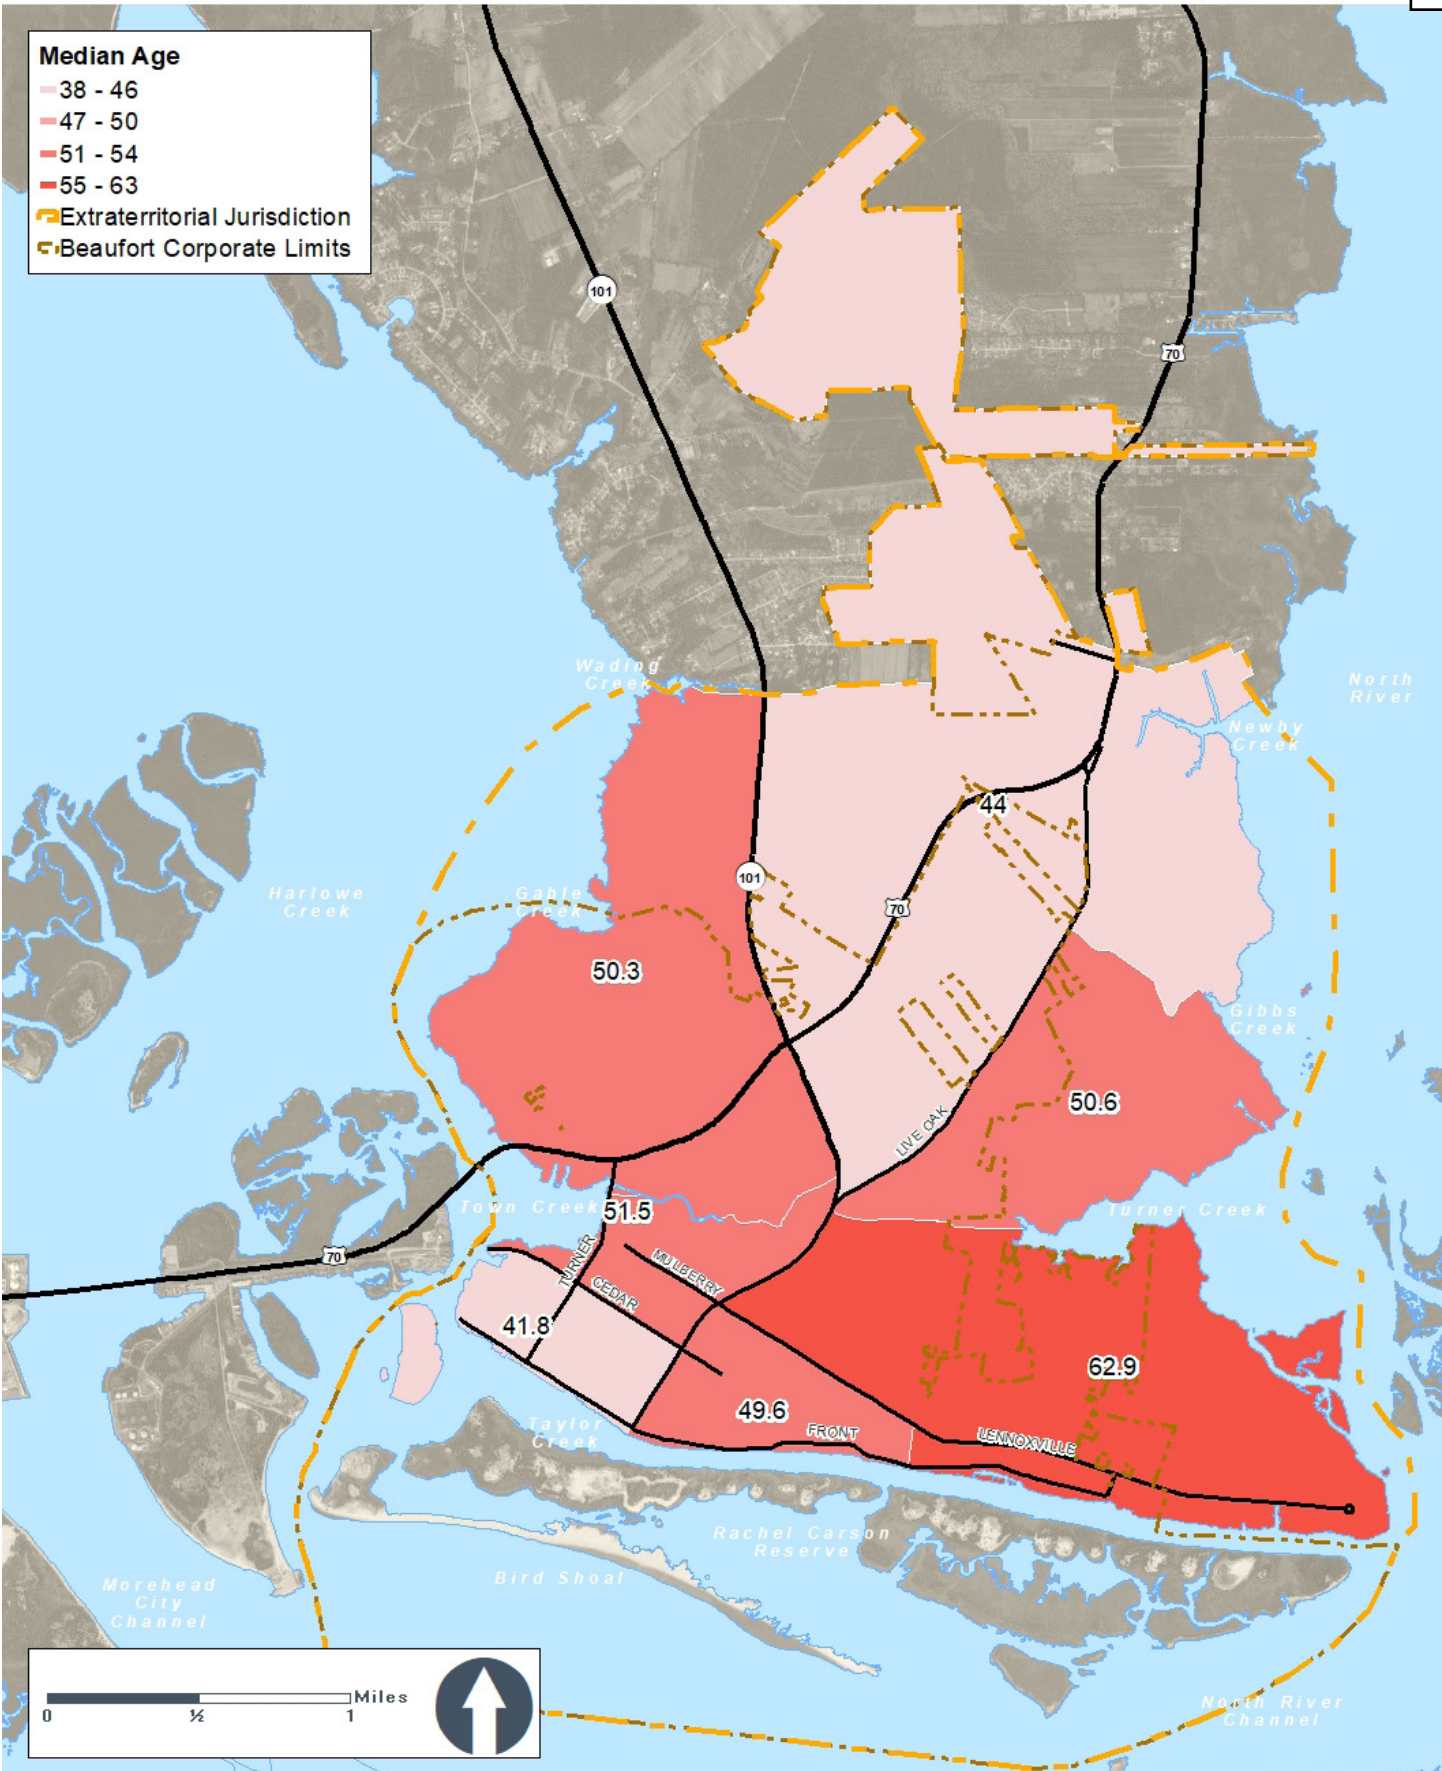 Median Age
38 - 46
47 - 50
51 - 54
55 - 63
Extraterritorial Jurisdiction
Beaufort Corporate Limits
101
70
Wading
Creek
North
River
Newby
Creek
44
101
Harlowe
Creek
Gable
Creek
70
50.3
Gibbs
Creek
50.6
LIVE OAK
Town Creek
51.5
Turner Creek
70
TURNER
MULBERRY
CEDAR
41.8
62.9
49.6
Taylor
Creek
FRONT
LENNOXVILLE
Rachel Carson
Reserve
Bird Shoal
Morehead
City
Channel
Miles
0
½
1
North River
Channel